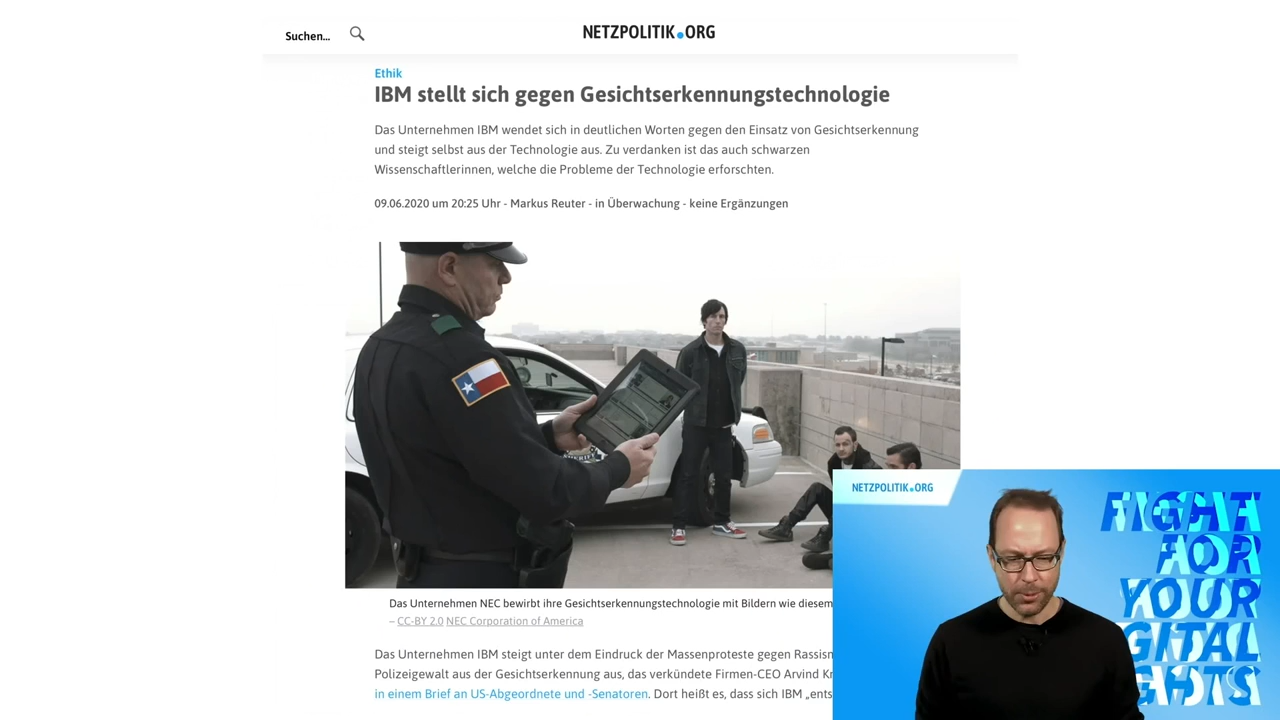 Suchen...
NETZPOLITIK.ORG
Ethik
IBM stellt sich gegen Gesichtserkennungstechnologie
Das Unternehmen IBM wendet sich in deutlichen Worten gegen den Einsatz von Gesichtserkennung
und steigt selbst aus der Technologie aus. Zu verdanken ist das auch schwarzen
Wissenschaftlerinnen, welche die Probleme der Technologie erforschten.
09.06.2020 um 20:25 Uhr - Markus Reuter - in Überwachung - keine Ergänzungen
Das Unternehmen NEC bewirbt ihre Gesichtserkennungstechnologie mit Bildern wie diesem
– CC-BY 2.0 NEC Corporation of America
Das Unternehmen IBM steigt unter dem Eindruck der Massenproteste gegen
Polizeigewalt aus der Gesichtserkennung aus, das verkündete Firmen-CEO Arvind
in einem Brief an US-Abgeordnete und -Senatoren. Dort heißt es, dass sich IBM
NETZPOLITIK.ORG
FIGHT
FOR
YOUR